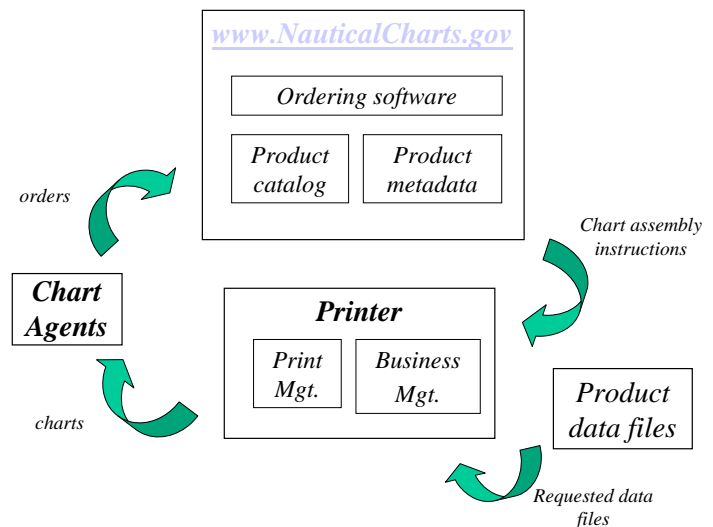 www.NauticalCharts.gov
Ordering software
Product
catalog
Product
metadata
orders
Chart assembly
instructions
Chart
Agents
Printer
Print
Mgt.
Business
Mgt.
Product
data files
charts
Requested data
files